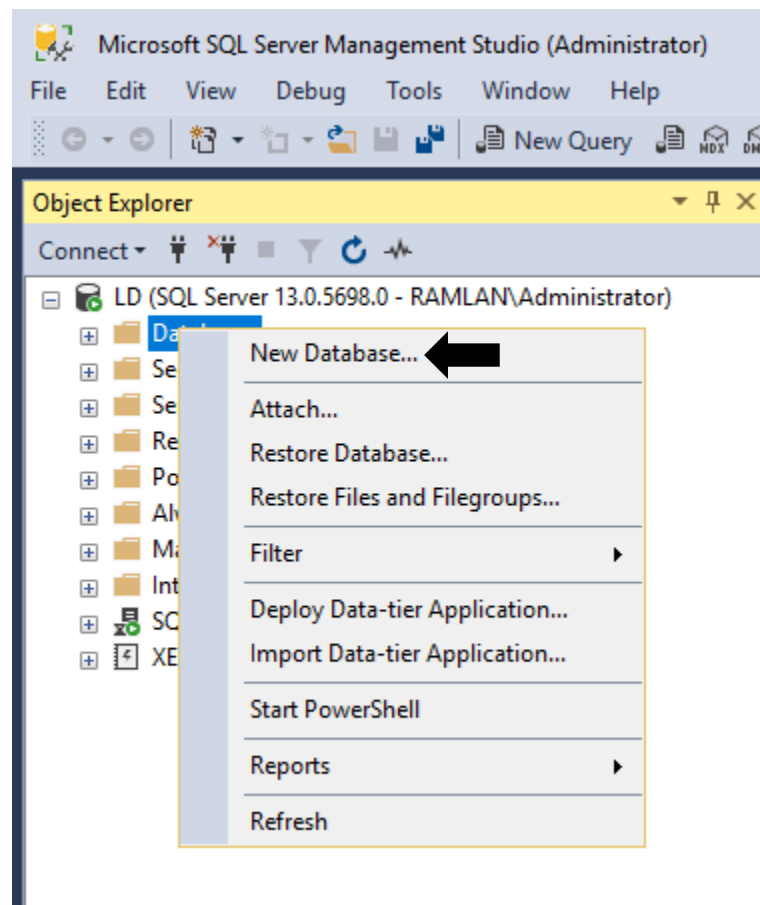 Microsoft SQL Server Management Studio (Administrator)
File Edit View Debug Tools Window Help
New Query MDX
Object Explorer
Connect
LD (SQL Server 13.0.5698.0 - RAMLAN\Administrator)
New Database...
Attach...
Restore Database...
Restore Files and Filegroups...
Filter
Deploy Data-tier Application...
Import Data-tier Application...
Start PowerShell
Reports
Refresh